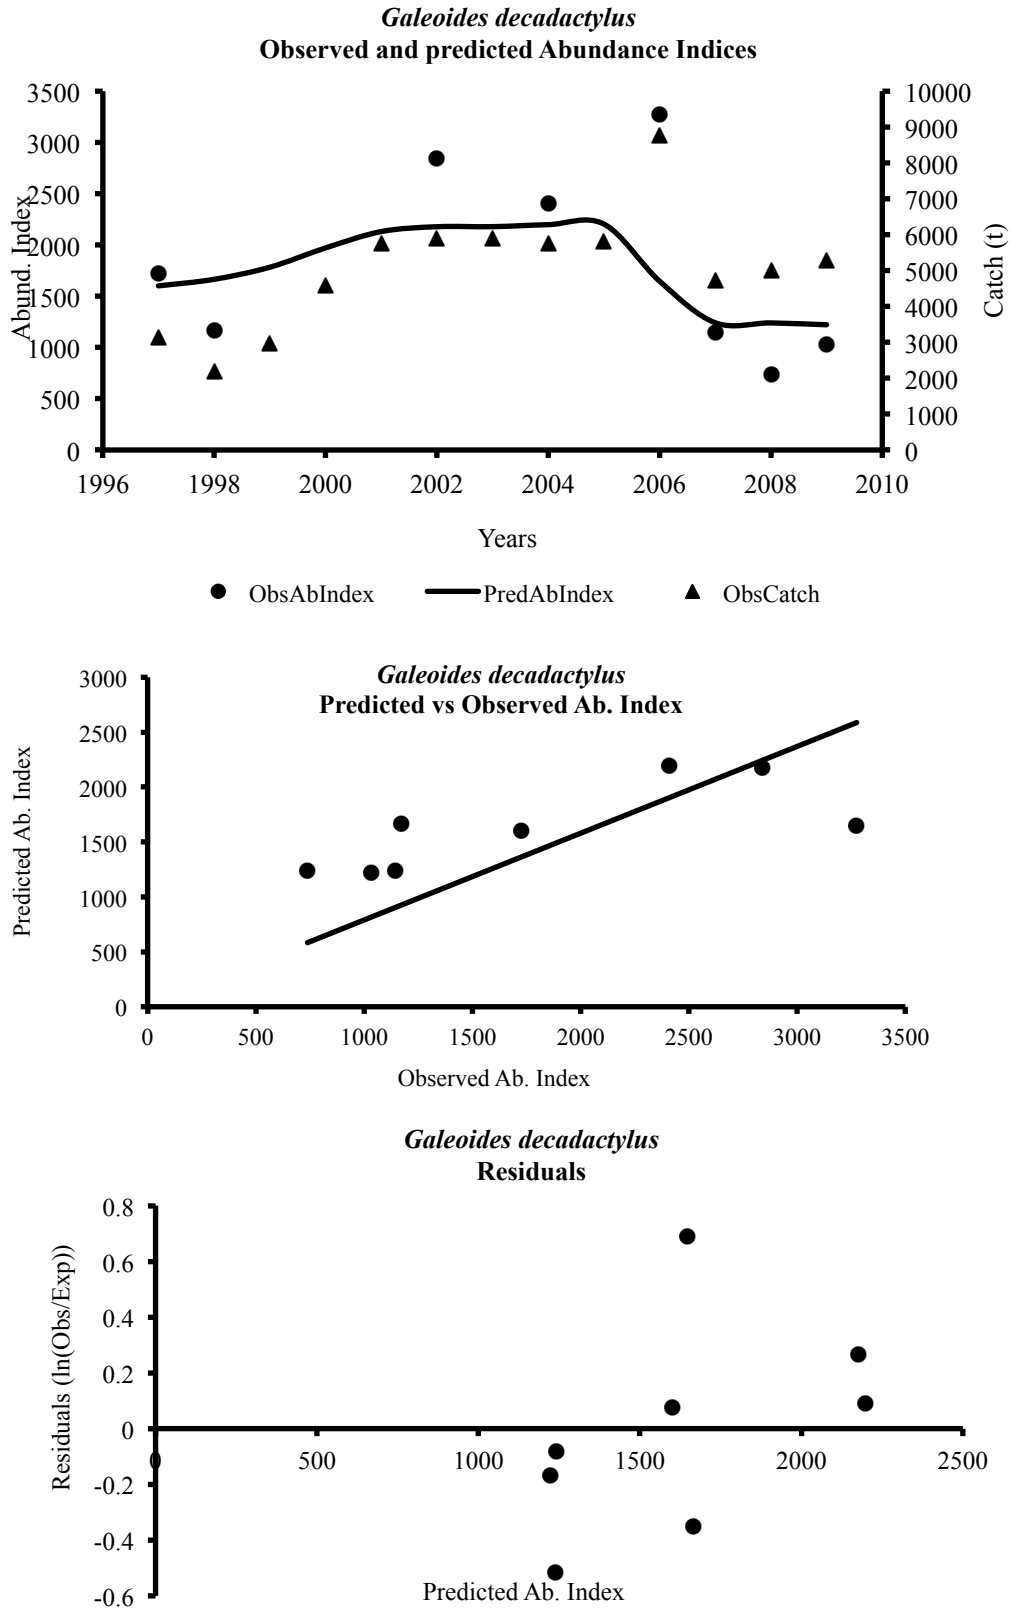 Galeoides decadactylus
Observed and predicted Abundance Indices
3500
3000
2500
2000
1500
1000
500
0
Abund. Index
10000
9000
8000
7000
6000
5000
4000
3000
2000
1000
0
Catch (t)
1996 1998 2000 2002 2004 2006 2008 2010
Years
ObsAbIndex PredAbIndex ObsCatch
Galeoides decadactylus
Predicted vs Observed Ab. Index
3000
2500
2000
1500
1000
500
0
Predicted Ab. Index
0 500 1000 1500 2000 2500 3000 3500
Observed Ab. Index
Galeoides decadactylus
Residuals
0.8
0.6
0.4
0.2
0
-0.2
-0.4
-0.6
Residuals (ln(Obs/Exp))
0 500 1000 1500 2000 2500
Predicted Ab. Index